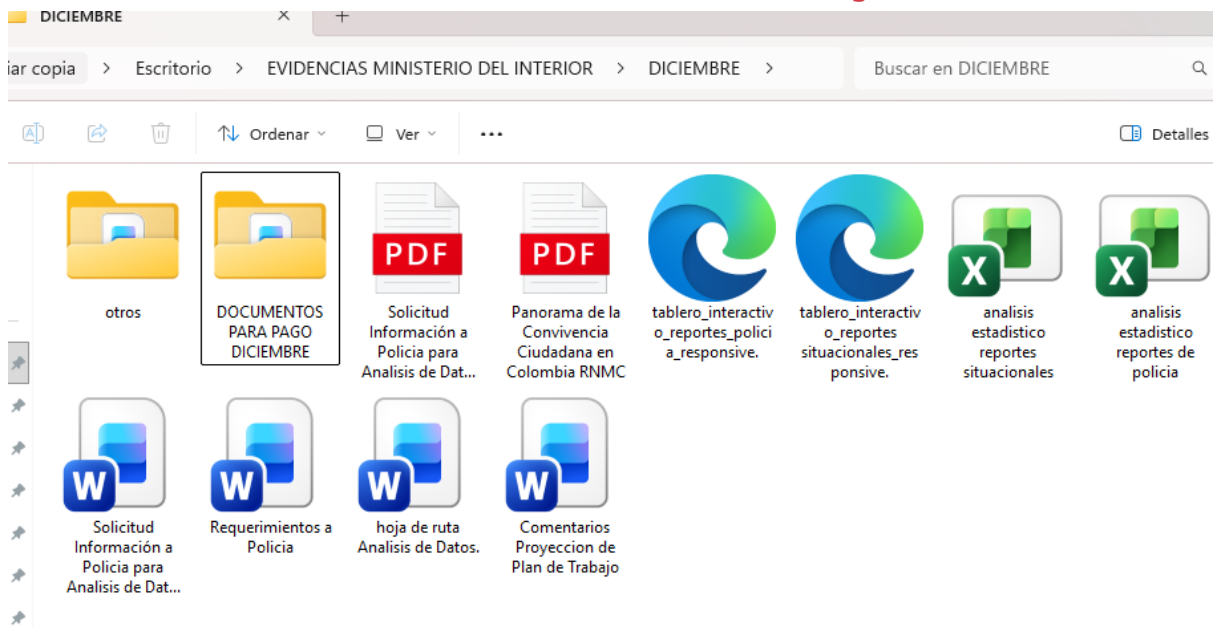 DICIEMBRE
iar copia > Escritorio > EVIDENCIAS MINISTERIO DEL INTERIOR > DICIEMBRE >
Buscar en DICIEMBRE
Ordenar
Ver
Detalles
otros
DOCUMENTOS
PARA PAGO
DICIEMBRE
PDF
Solicitud
Información a
Policia para
Analisis de Dat...
PDF
Panorama de la
Convivencia
Ciudadana en
Colombia RNMC
tablero_interactiv
o_reportes_polici
a_responsive.
tablero_interactiv
o_reportes
situacionales_res
ponsive.
X
analisis
estadistico
reportes
situacionales
X
analisis
estadistico
reportes de
policia
W
Solicitud
Información a
Policia para
Analisis de Dat...
W
Requerimientos a
Policia
W
hoja de ruta
Analisis de Datos.
W
Comentarios
Proyeccion de
Plan de Trabajo